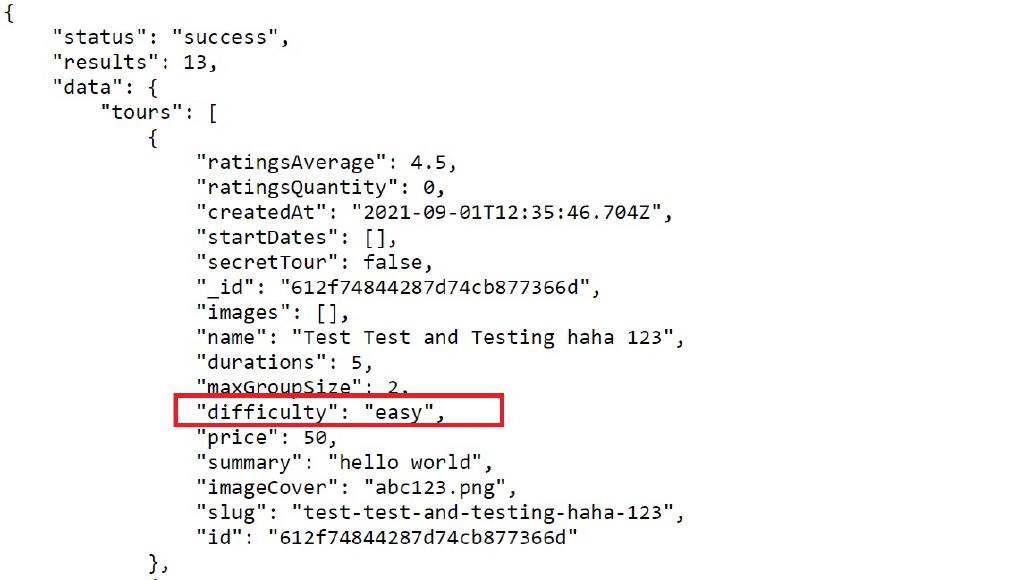 {
"status": "success",
"results": 13,
"data": {
"tours": [
{
"ratingsAverage": 4.5,
"ratingsQuantity": 0,
"createdAt": "2021-09-01T12:35:46.704Z",
"startDates": [],
"secretTour": false,
"_id": "612f74844287d74cb877366d",
"images": [],
"name": "Test Test and Testing haha 123",
"durations": 5,
"maxGroupSize": 2,
"difficulty": "easy",
"price": 50,
"summary": "hello world",
"imageCover": "abc123.png",
"slug": "test-test-and-testing-haha-123",
"id": "612f74844287d74cb877366d"
},